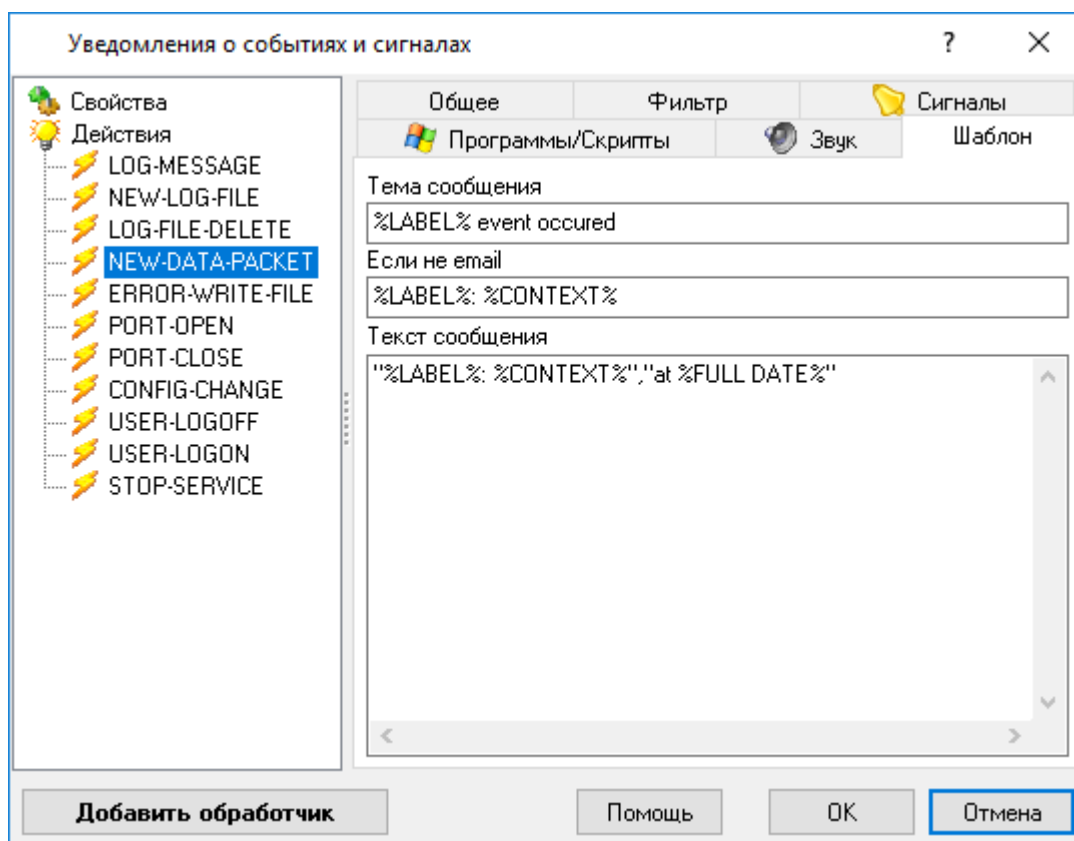 Уведомления о событиях и сигналах
?
Свойства
Действия
LOG-MESSAGE
NEW-LOG-FILE
LOG-FILE-DELETE
NEW-DATA-PACKET
ERROR-WRITE-FILE
PORT-OPEN
PORT-CLOSE
CONFIG-CHANGE
USER-LOGOFF
USER-LOGON
STOP-SERVICE
Общее Фильтр Сигналы
Программы/Скрипты Звук Шаблон
Тема сообщения
%LABEL% event occured
Если не email
%LABEL%: %CONTEXT%
Текст сообщения
"%LABEL%: %CONTEXT%","at %FULL DATE%"
Добавить обработчик Помощь OK Отмена